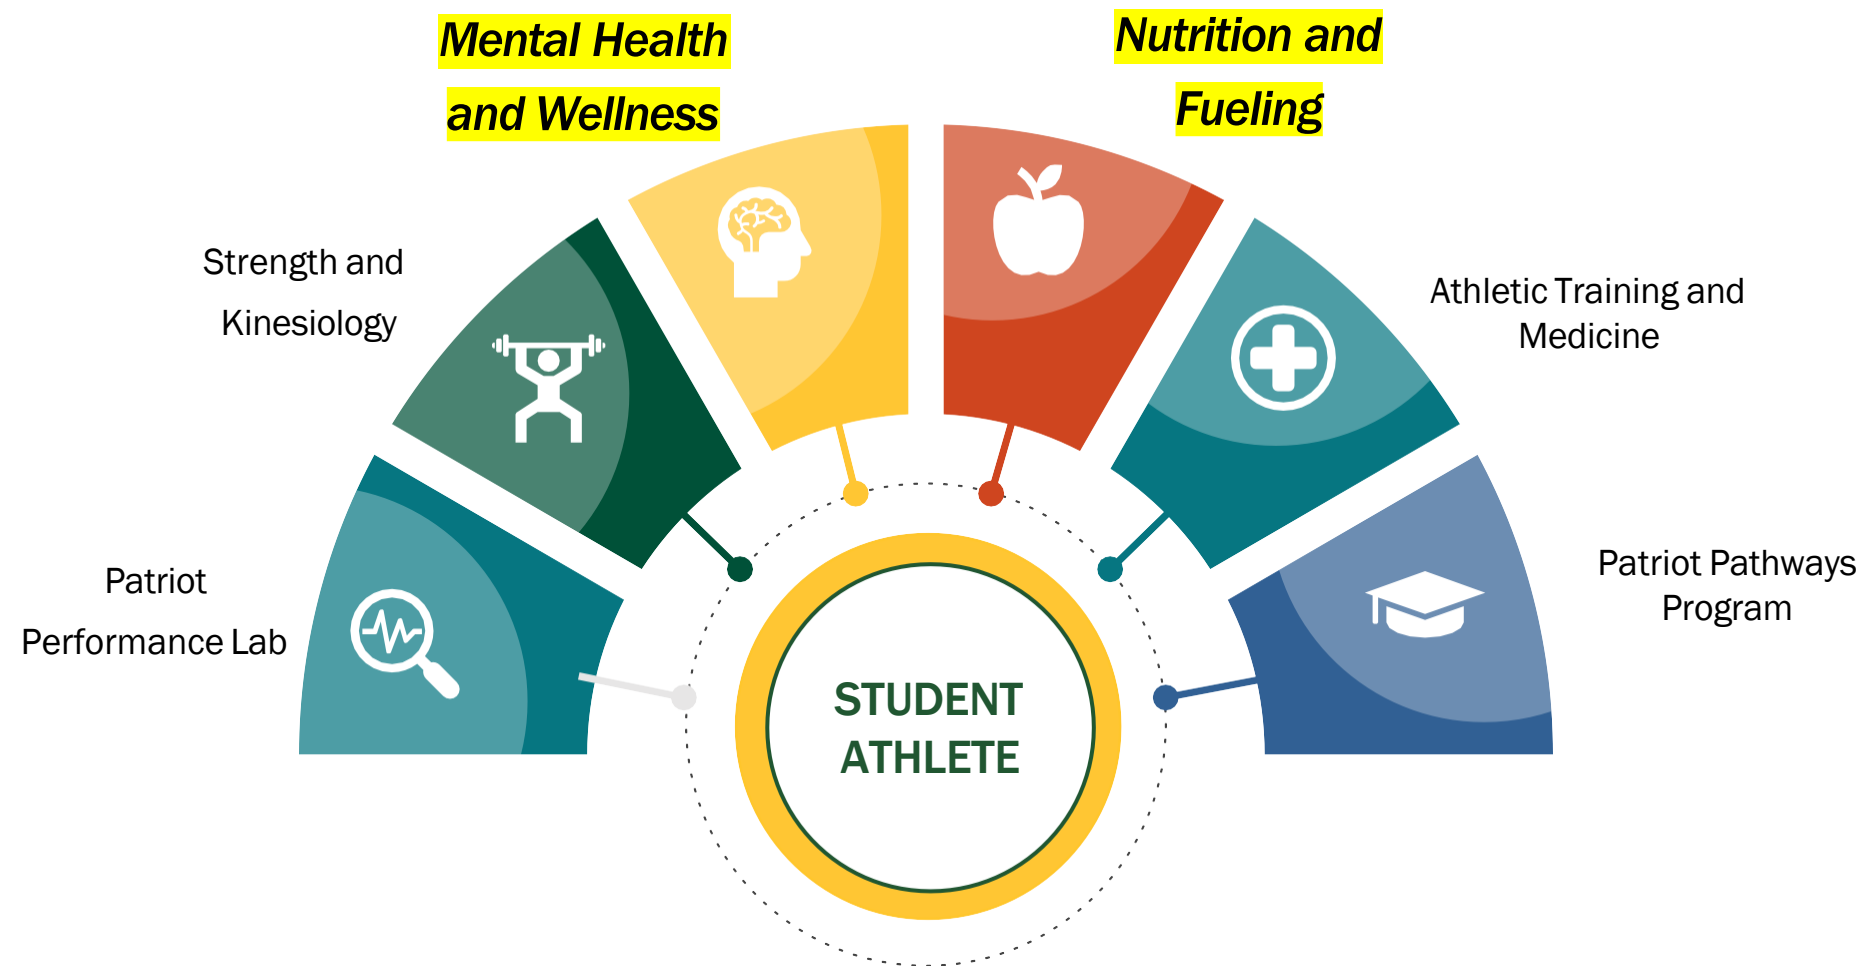 Mental Health
and Wellness
Nutrition and
Fueling
Strength and
Kinesiology
Athletic Training and
Medicine
Patriot
Performance Lab
Patriot Pathways
Program
STUDENT
ATHLETE